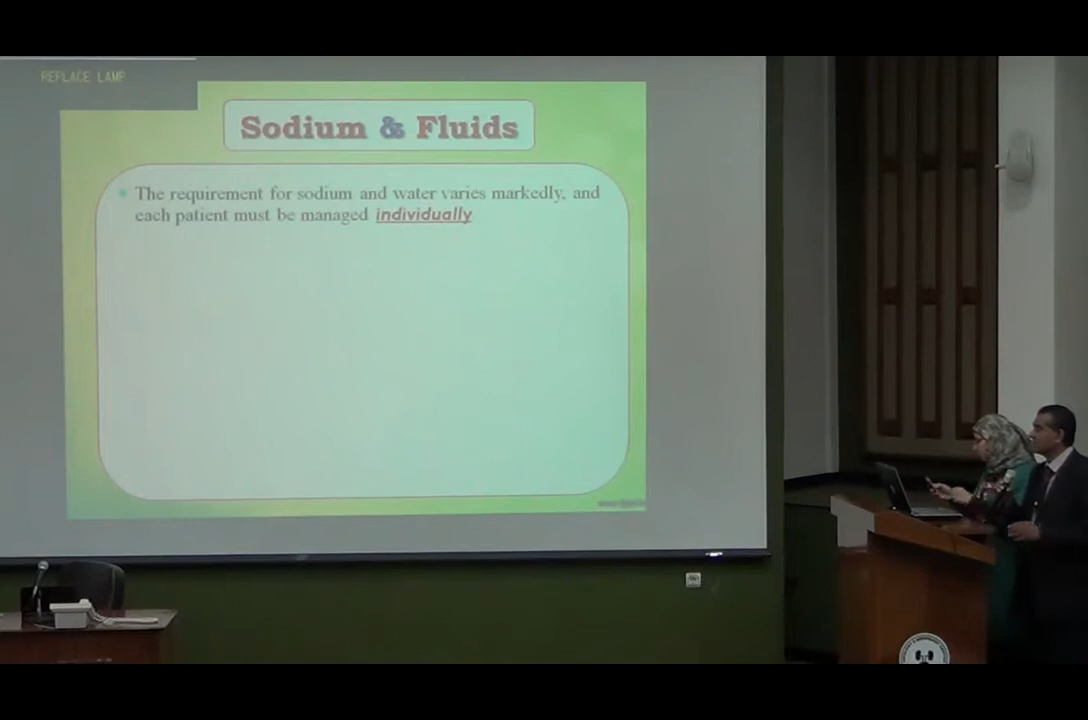 REPLACE LAMP
Sodium & Fluids
The requirement for sodium and water varies markedly, and
each patient must be managed individually